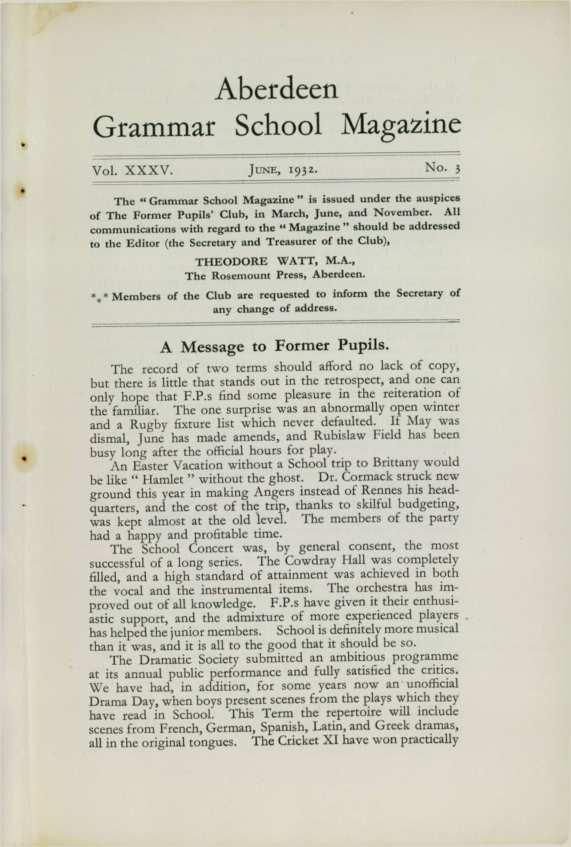 Aberdeen
Grammar School Magazine
Vol. XXXV. June, 1932. No. 3
The “ Grammar School Magazine ” is issued under the auspices
of The Former Pupils' Club, in March, June, and November. All
communications with regard to the “ Magazine ” should be addressed
to the Editor (the Secretary and Treasurer of the Club),
THEODORE WATT, M.A.,
The Rosemount Press, Aberdeen.
*** Members of the Club are requested to inform the Secretary of
any change of address.
A Message to Former Pupils.
The record of two terms should afford no lack of copy,
but there is little that stands out in the retrospect, and one can
only hope that F.P.s find some pleasure in the reiteration of
the familiar. The one surprise was an abnormally open winter
and a Rugby fixture list which never defaulted. If May was
dismal, June has made amends, and Rubislaw Field has been
busy long after the official hours for play.
An Easter Vacation without a School trip to Brittany would
be like “ Hamlet ” without the ghost. Dr. Cormack struck new
ground this year in making Angers instead of Rennes his head-
quarters, and the cost of the trip, thanks to skilful budgeting,
was kept almost at the old level. The members of the party
had a happy and profitable time.
The School Concert was, by general consent, the most
successful of a long series. The Cowdray Hall was completely
filled, and a high standard of attainment was achieved in both
the vocal and the instrumental items. The orchestra has im-
proved out of all knowledge. F.P.s have given it their enthusi-
astic support, and the admixture of more experienced players
has helped the junior members. School is definitely more musical
than it was, and it is all to the good that it should be so.
The Dramatic Society submitted an ambitious programme
at its annual public performance and fully satisfied the critics.
We have had, in addition, for some years now an unofficial
Drama Day, when boys present scenes from the plays which they
have read in School. This Term the repertoire will include
scenes from French, German, Spanish, Latin, and Greek dramas,
all in the original tongues. The Cricket XI have won practically